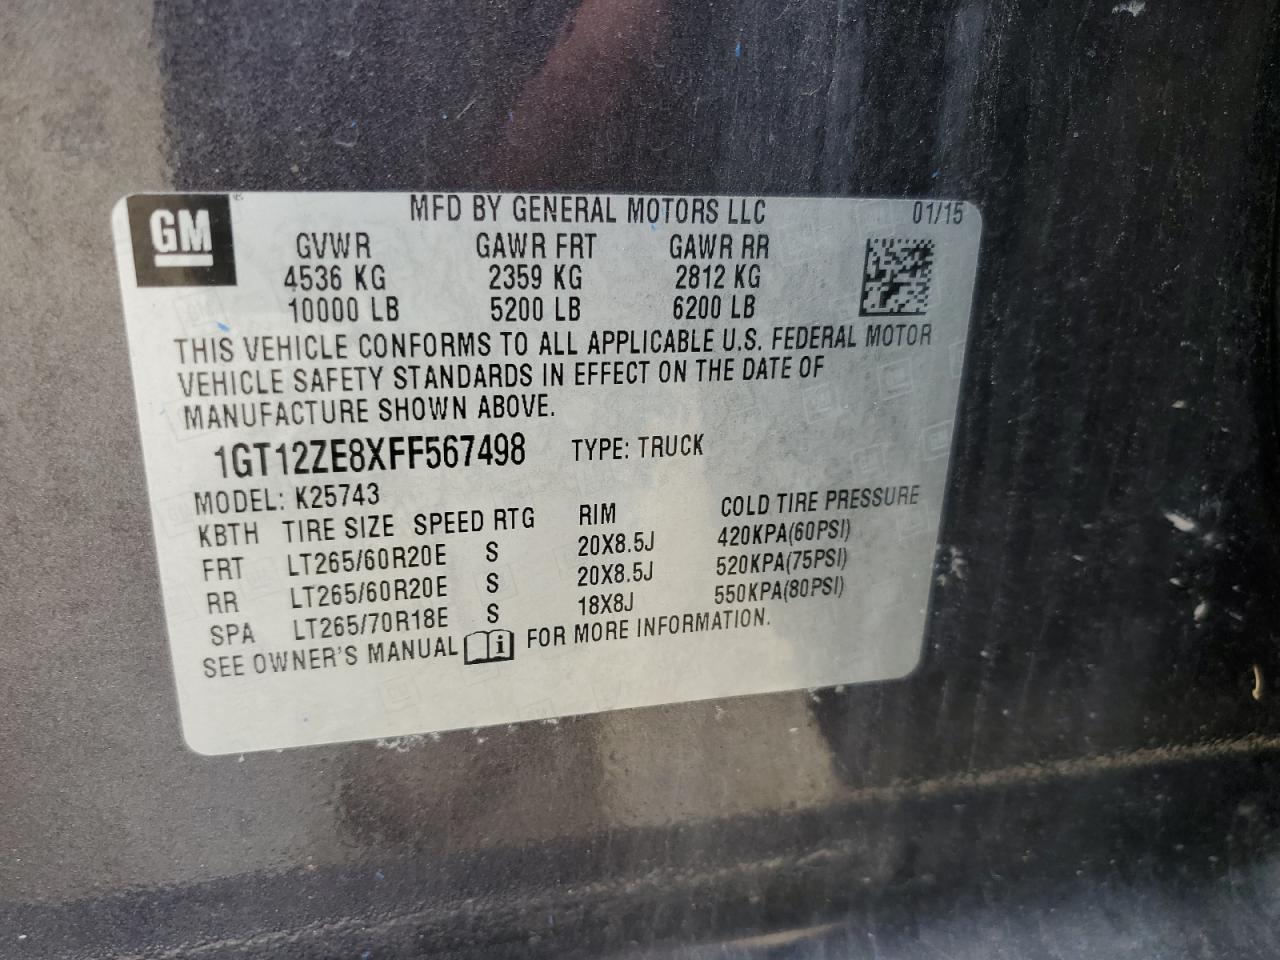 GM ®
MFD BY GENERAL MOTORS LLC 01/15
GVWR GAWR FRT GAWR RR
4536 KG 2359 KG 2812 KG
10000 LB 5200 LB 6200 LB
THIS VEHICLE CONFORMS TO ALL APPLICABLE U.S. FEDERAL MOTOR
VEHICLE SAFETY STANDARDS IN EFFECT ON THE DATE OF
MANUFACTURE SHOWN ABOVE.
1GT12ZE8XFF567498 TYPE: TRUCK
MODEL: K25743
KBTH TIRE SIZE SPEED RTG RIM COLD TIRE PRESSURE
FRT LT265/60R20E S 20X8.5J 420KPA(60PSI)
RR LT265/60R20E S 20X8.5J 520KPA(75PSI)
SPA LT265/70R18E S 18X8J 550KPA(80PSI)
SEE OWNER'S MANUAL i FOR MORE INFORMATION.